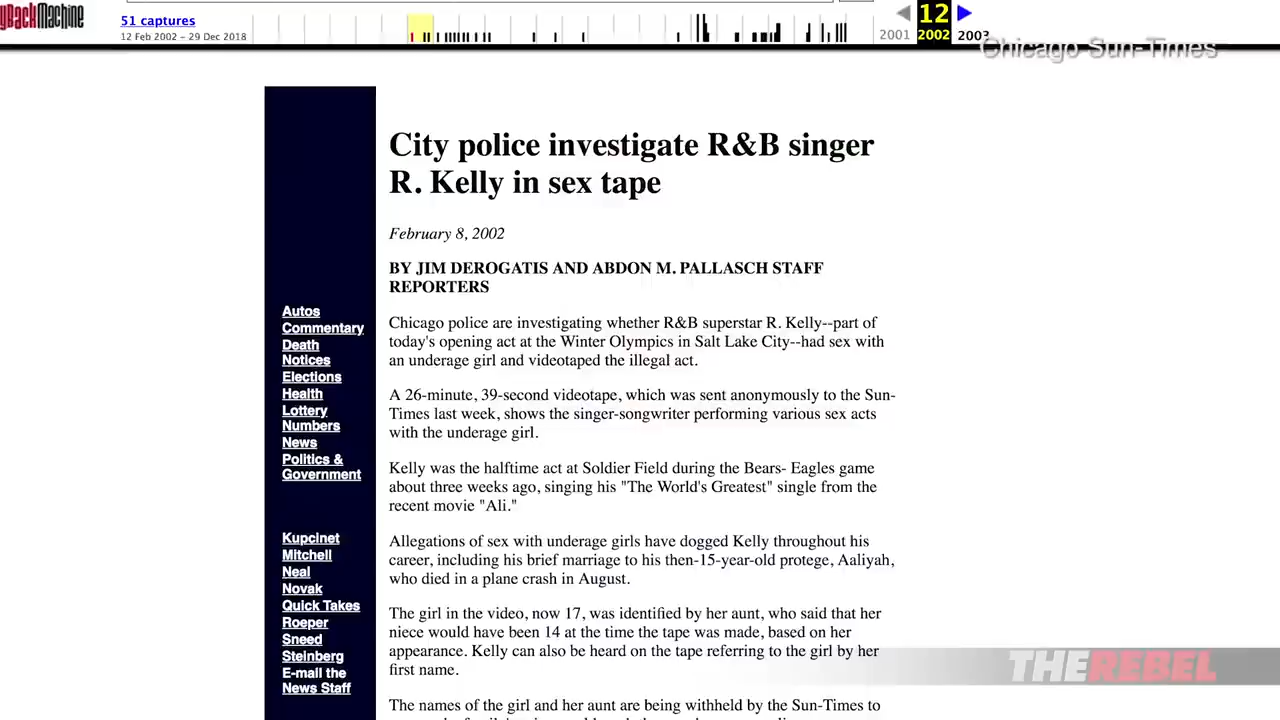 yBackMachine
51 captures
12 Feb 2002 – 29 Dec 2018
12
2001 2002 2003
Chicago Sun-Times
City police investigate R&B singer
R. Kelly in sex tape
February 8, 2002
BY JIM DEROGATIS AND ABDON M. PALLASCH STAFF
REPORTERS
Chicago police are investigating whether R&B superstar R. Kelly--part of
today's opening act at the Winter Olympics in Salt Lake City--had sex with
an underage girl and videotaped the illegal act.
A 26-minute, 39-second videotape, which was sent anonymously to the Sun-
Times last week, shows the singer-songwriter performing various sex acts
with the underage girl.
Kelly was the halftime act at Soldier Field during the Bears- Eagles game
about three weeks ago, singing his "The World's Greatest" single from the
recent movie "Ali."
Allegations of sex with underage girls have dogged Kelly throughout his
career, including his brief marriage to his then-15-year-old protege, Aaliyah,
who died in a plane crash in August.
The girl in the video, now 17, was identified by her aunt, who said that her
niece would have been 14 at the time the tape was made, based on her
appearance. Kelly can also be heard on the tape referring to the girl by her
first name.
The names of the girl and her aunt are being withheld by the Sun-Times to
Autos
Commentary
Death
Notices
Elections
Health
Lottery
Numbers
News
Politics &
Government
Kupcinet
Mitchell
Neal
Novak
Quick Takes
Roeper
Sneed
Steinberg
E-mail the
News Staff
THE REBEL